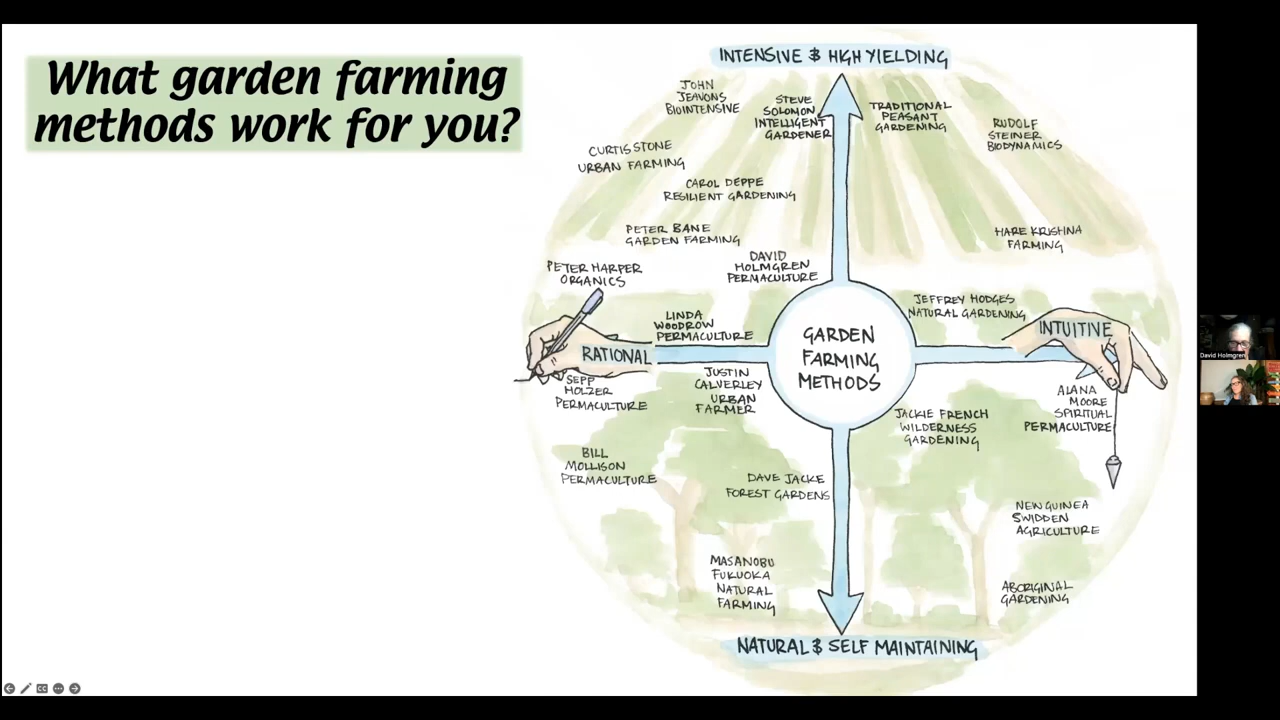 What garden farming
methods work for you?
INTENSIVE & HIGH YIELDING
JOHN
JEAVONS
BIOINTENSIVE
STEVE
SOLOMON
INTELLIGENT
GARDENER
TRADITIONAL
PEASANT
GARDENING
RUDOLF
STEINER
BIODYNAMICS
CURTIS STONE
URBAN FARMING
CAROL DEPPE
RESILIENT GARDENING
PETER BANE
GARDEN FARMING
HARE KRISHNA
FARMING
PETER HARPER
ORGANICS
DAVID
HOLMGREN
PERMACULTURE
JEFFREY HODGES
NATURAL GARDENING
LINDA
WOODROW
PERMACULTURE
GARDEN
FARMING
METHODS
RATIONAL
INTUITIVE
SEPP
HOLZER
PERMACULTURE
JUSTIN
CALVERLEY
URBAN
FARMER
JACKIE FRENCH
WILDERNESS
GARDENING
ALANA
MOORE
SPIRITUAL
PERMACULTURE
BILL
MOLLISON
PERMACULTURE
DAVE JACKE
FOREST GARDENS
NEW GUINEA
SWIDDEN
AGRICULTURE
MASANOBU
FUKUOKA
NATURAL
FARMING
ABORIGINAL
GARDENING
NATURAL & SELF MAINTAINING
David Holmgren